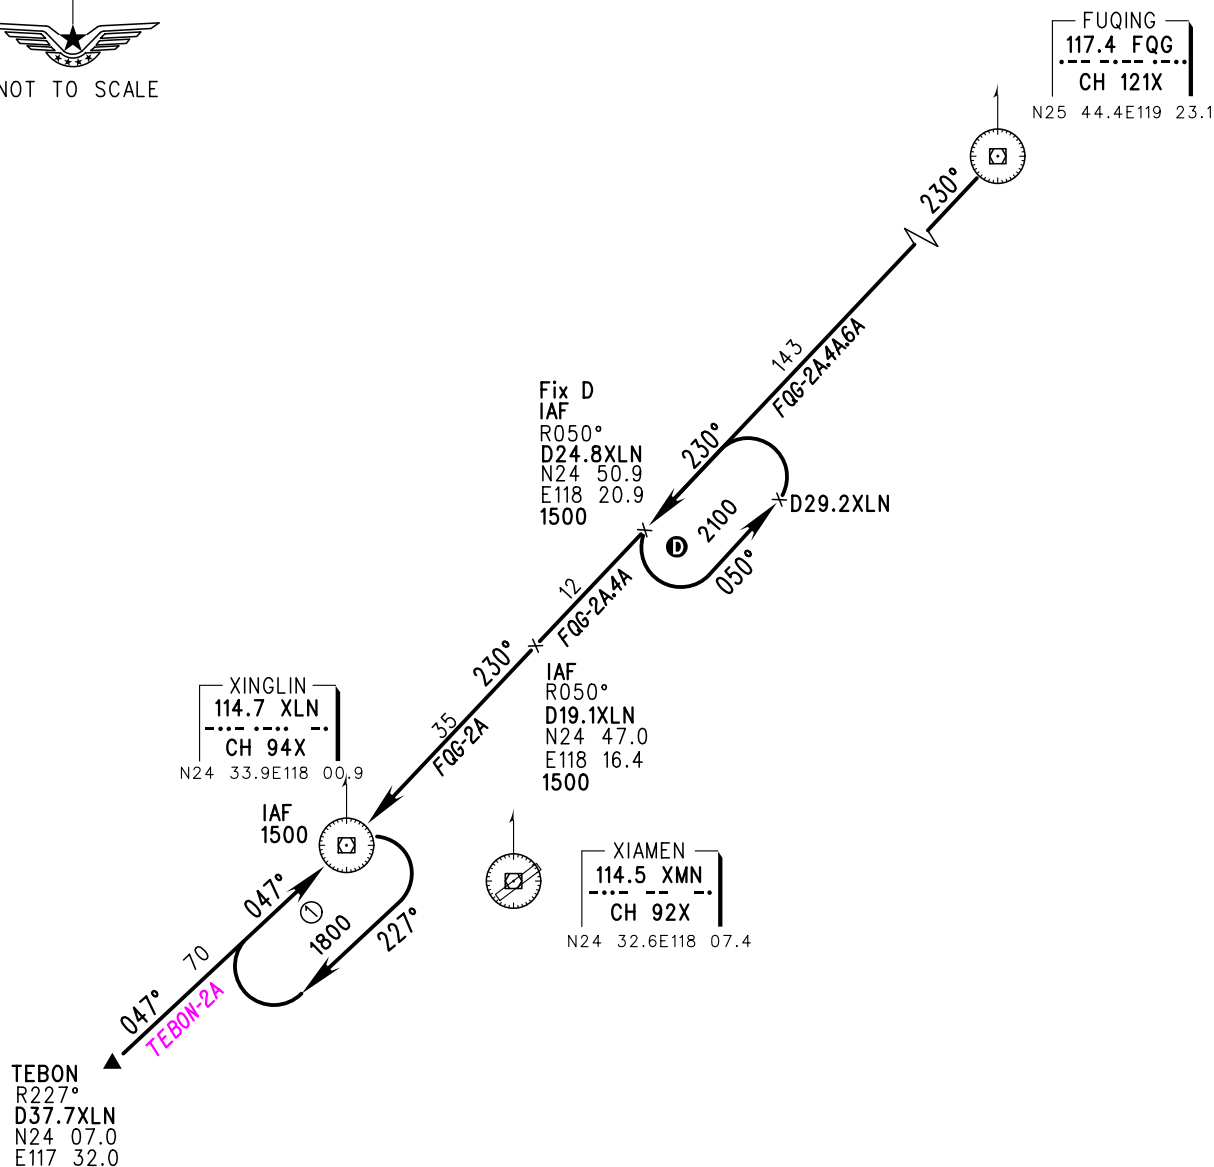 NOT TO SCALE
FUQING
117.4 FQG
CH 121X
N25 44.4E119 23.1
230°
143
FQG-2A.4A.6A
Fix D
IAF
R050°
D24.8XLN
N24 50.9
E118 20.9
1500
230°
D29.2XLN
D
2100
050°
12
FQG-2A.4A
230°
IAF
R050°
D19.1XLN
N24 47.0
E118 16.4
1500
35
FQG-2A
XINGLIN
114.7 XLN
CH 94X
N24 33.9E118 00.9
IAF
1500
XIAMEN
114.5 XMN
CH 92X
N24 32.6E118 07.4
047°
1
1800
227°
70
047°
TEBON-2A
TEBON
R227°
D37.7XLN
N24 07.0
E117 32.0